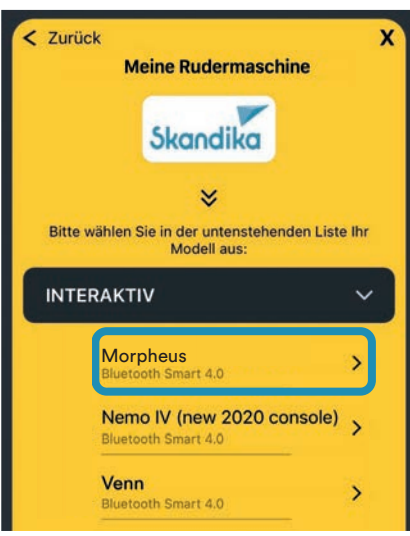 Zurück X
Meine Rudermaschine
Skandika
Bitte wählen Sie in der untenstehenden Liste Ihr
Modell aus:
INTERAKTIV
Morpheus
Bluetooth Smart 4.0
Nemo IV (new 2020 console)
Bluetooth Smart 4.0
Venn
Bluetooth Smart 4.0